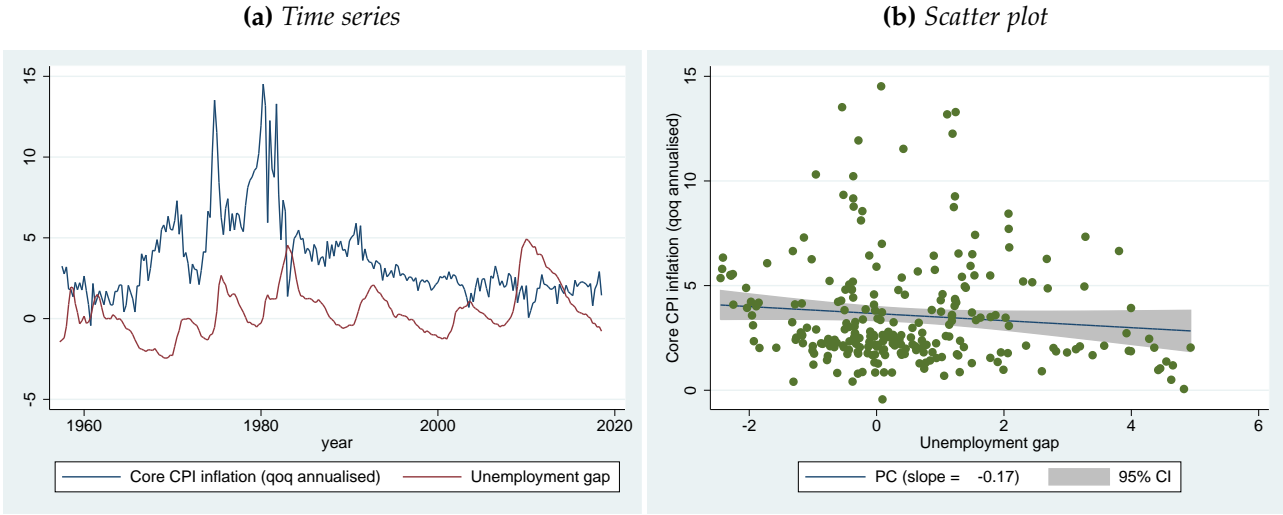 (a) Time series
15
10
5
0
-5
1960
1980
2000
2020
year
Core CPI inflation (qoq annualised)
Unemployment gap
(b) Scatter plot
Core CPI inflation (qoq annualised)
15
10
5
0
-2
0
2
4
6
Unemployment gap
PC (slope = -0.17)
95% CI